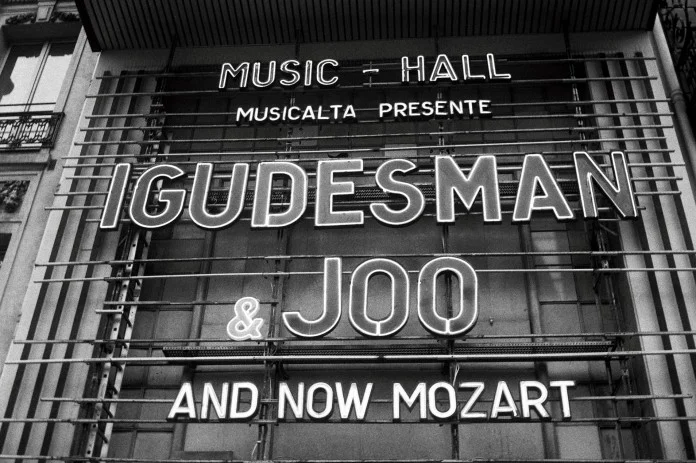 MUSIC - HALL
MUSICALTA PRESENTE
IGUDESMAN
& JOO
AND NOW MOZART